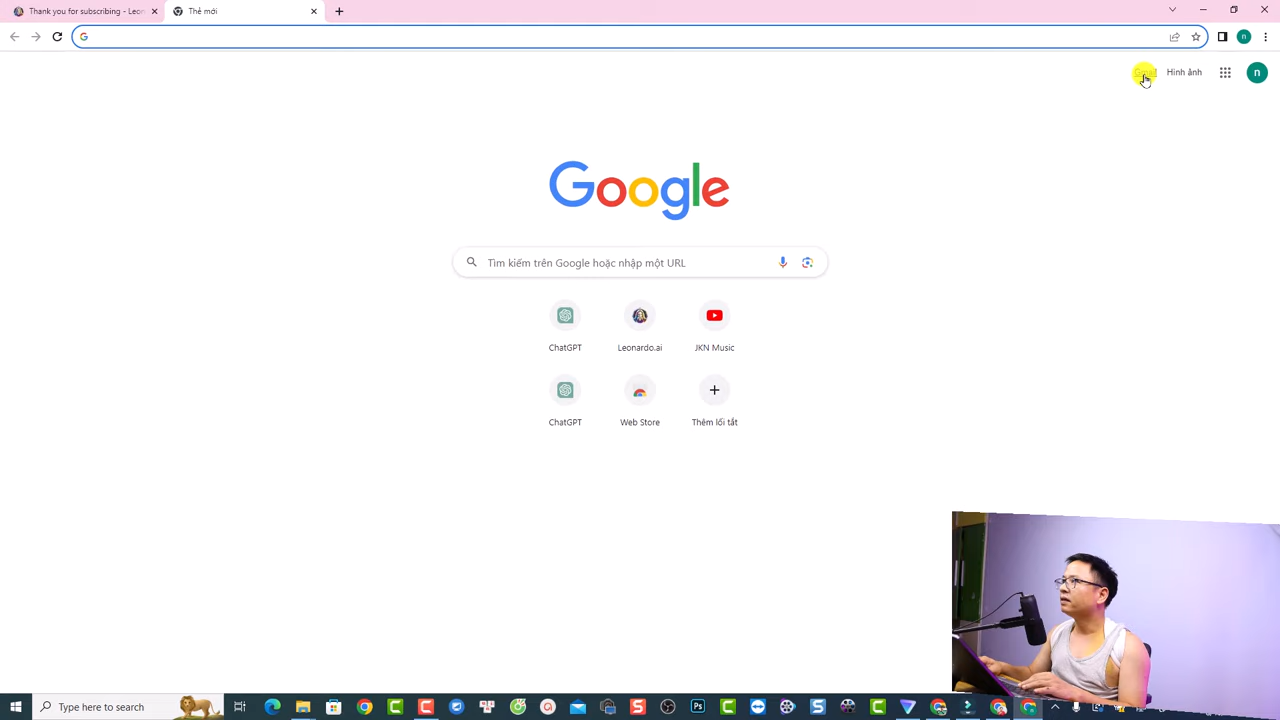 Thank you for subscribing - Leon
Thẻ mới
Gmail
Hình ảnh
n
n
Google
Tìm kiếm trên Google hoặc nhập một URL
ChatGPT
Leonardo.ai
JKN Music
ChatGPT
Web Store
Thêm lối tắt
Type here to search